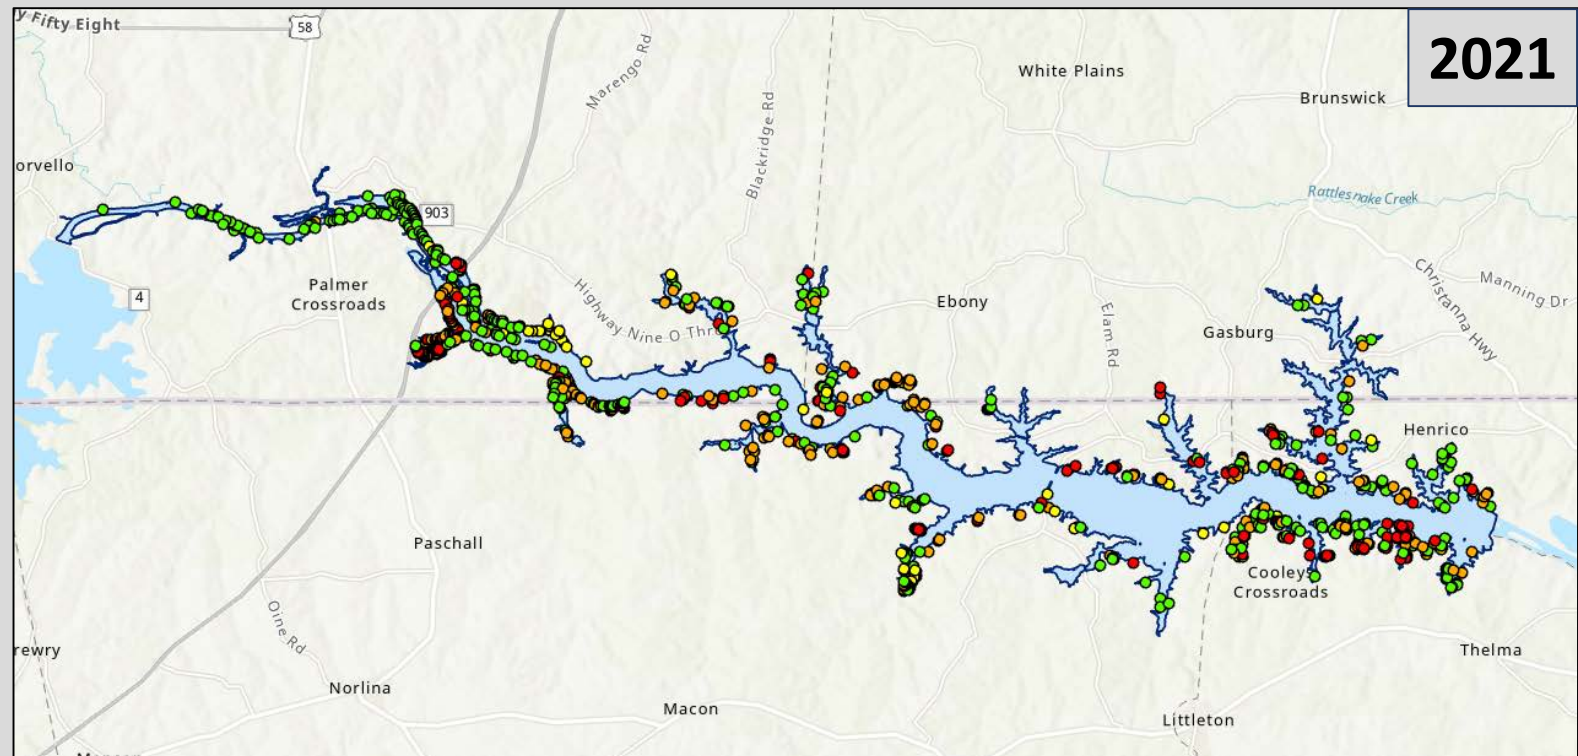 y Fifty Eight
58
Marengo Rd
Blackridge Rd
White Plains
Brunswick
2021
orvello
Rattlesnake Creek
903
Palmer
Crossroads
4
Highway Nine O Thr
Ebony
Elam Rd
Gasburg
Christanna Hwy
Manning Dr
Henrico
Paschall
Cooleys
Crossroads
Oine Rd
rewry
Norlina
Macon
Littleton
Thelma